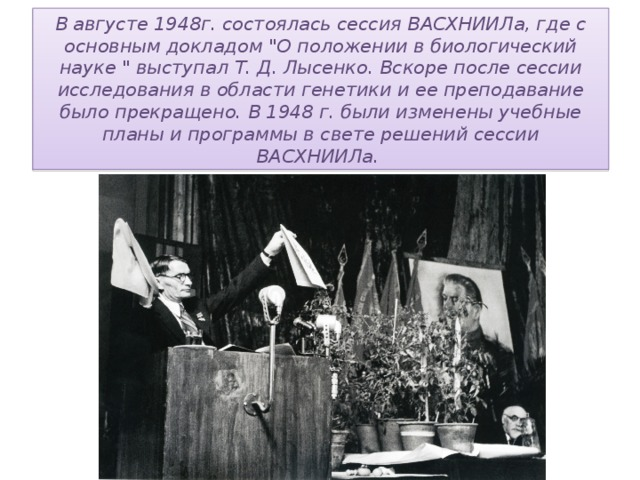 В августе 1948г. состоялась сессия ВАСХНИИЛа, где с
основным докладом "О положении в биологический
науке " выступал Т. Д. Лысенко. Вскоре после сессии
исследования в области генетики и ее преподавание
было прекращено. В 1948 г. были изменены учебные
планы и программы в свете решений сессии
ВАСХНИИЛа.